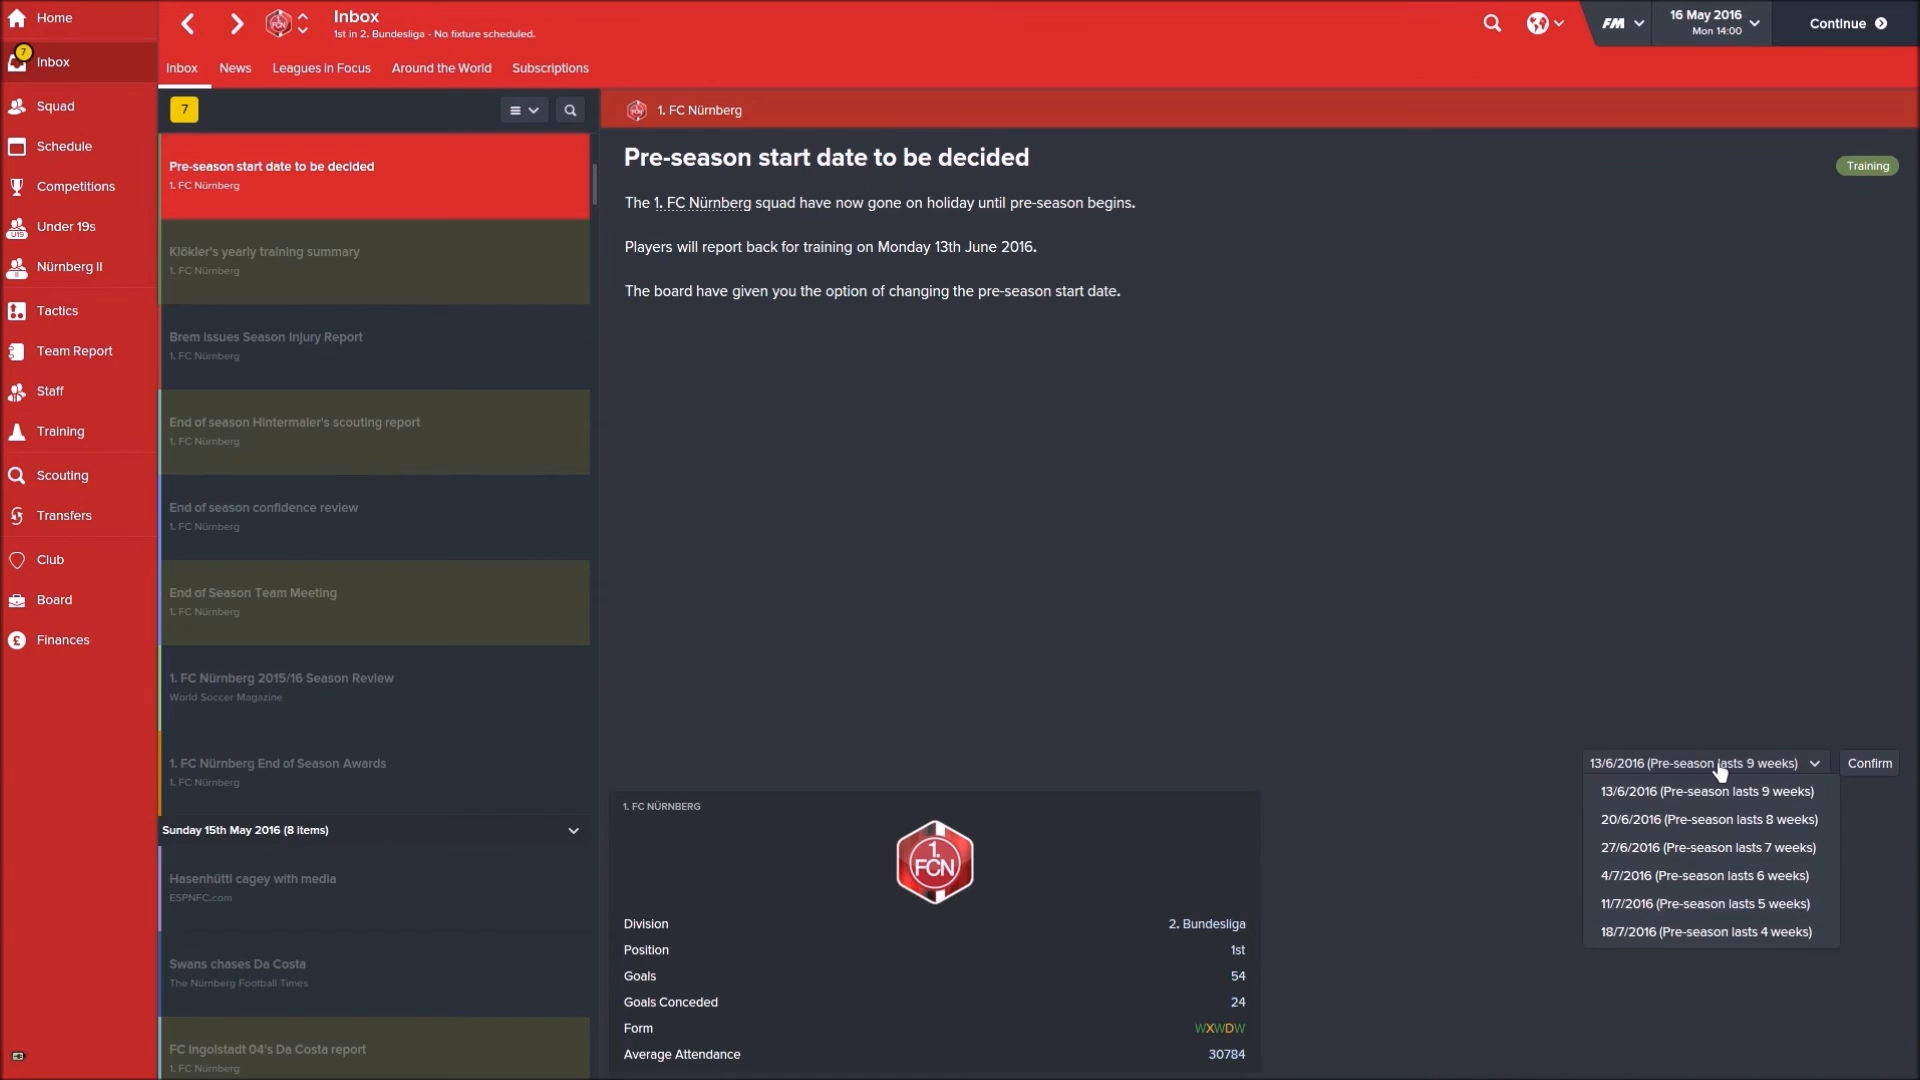 Home
7
Inbox
Squad
Schedule
Competitions
U19
Under 19s
II
Nürnberg II
Tactics
Team Report
Staff
Training
Scouting
Transfers
Club
Board
£
Finances
FCN
Inbox
1st in 2. Bundesliga - No fixture scheduled.
FM
16 May 2016
Mon 14:00
Continue
Inbox
News
Leagues in Focus
Around the World
Subscriptions
7
Pre-season start date to be decided
1. FC Nürnberg
Klökler's yearly training summary
1. FC Nürnberg
Brem issues Season Injury Report
1. FC Nürnberg
End of season Hintermaier's scouting report
1. FC Nürnberg
End of season confidence review
1. FC Nürnberg
End of Season Team Meeting
1. FC Nürnberg
1. FC Nürnberg 2015/16 Season Review
World Soccer Magazine
1. FC Nürnberg End of Season Awards
1. FC Nürnberg
Sunday 15th May 2016 (8 items)
Hasenhüttl cagey with media
ESPNFC.com
Swans chases Da Costa
The Nürnberg Football Times
FC Ingolstadt 04's Da Costa report
1. FC Nürnberg
1. FC Nürnberg
Pre-season start date to be decided
Training
The 1. FC Nürnberg squad have now gone on holiday until pre-season begins.
Players will report back for training on Monday 13th June 2016.
The board have given you the option of changing the pre-season start date.
13/6/2016 (Pre-season lasts 9 weeks)
Confirm
13/6/2016 (Pre-season lasts 9 weeks)
20/6/2016 (Pre-season lasts 8 weeks)
27/6/2016 (Pre-season lasts 7 weeks)
4/7/2016 (Pre-season lasts 6 weeks)
11/7/2016 (Pre-season lasts 5 weeks)
18/7/2016 (Pre-season lasts 4 weeks)
1. FC NÜRNBERG
1.
FCN
Division 2. Bundesliga
Position 1st
Goals 54
Goals Conceded 24
Form WXWDW
Average Attendance 30784